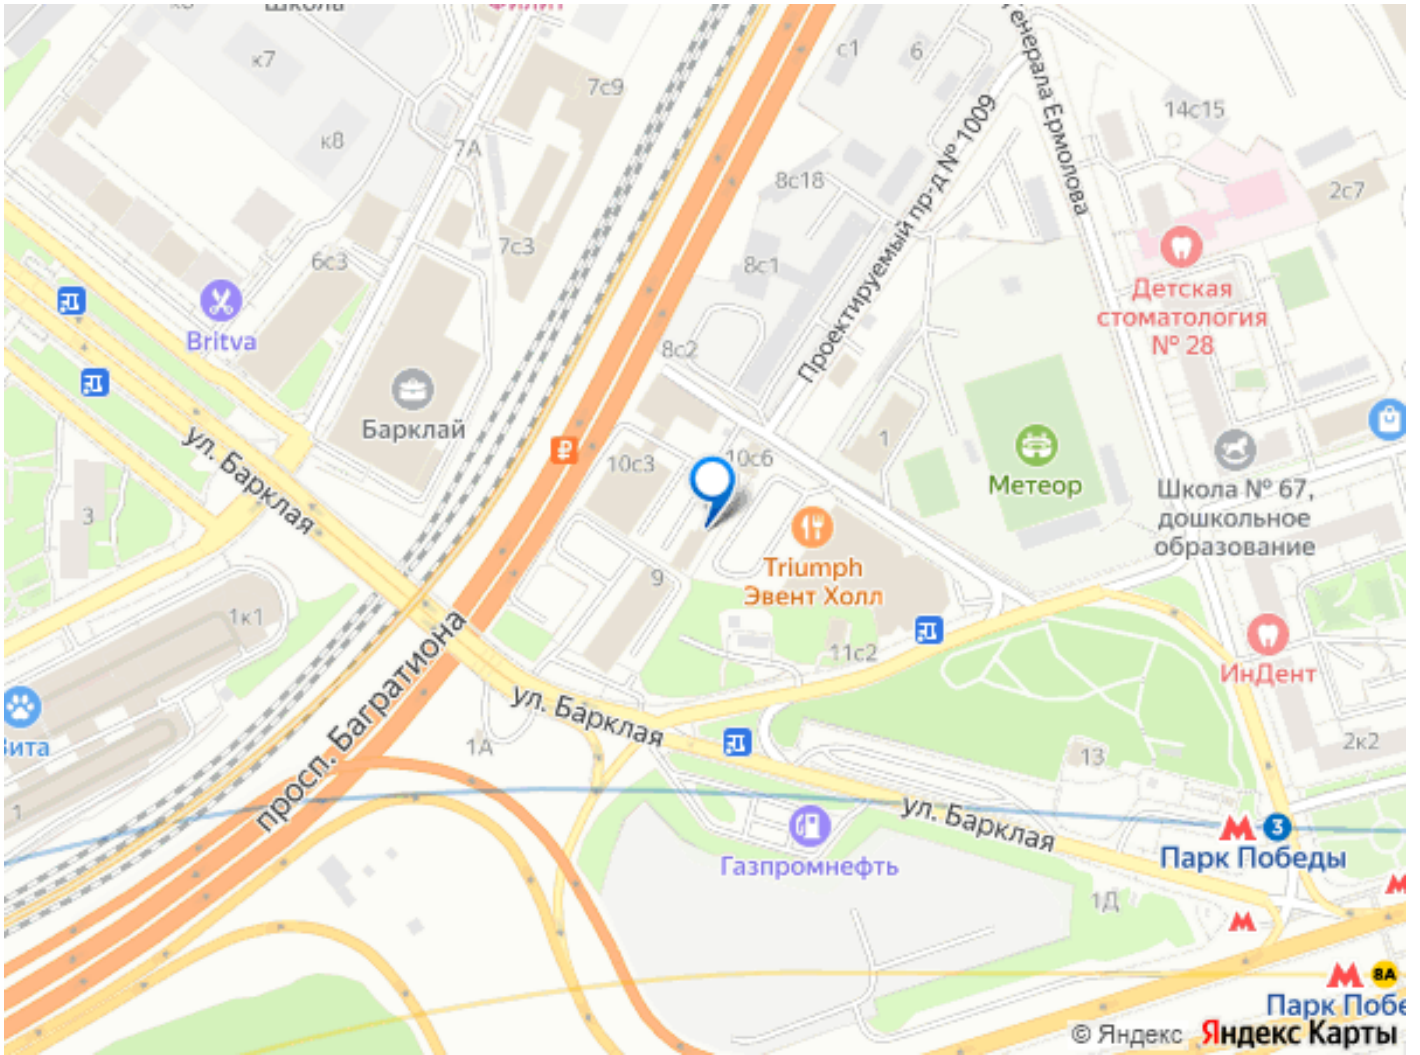 Школа
к7
7с9
с1
6
Генерала Ермолова
14с15
к8
7А
8с18
Проектируемый пр-д № 1009
2с7
7с3
6с3
8с1
Britva
Детская
стоматология
№ 28
8с2
Барклай
ул. Барклая
₽
10с3
10с6
1
Метеор
Школа № 67,
дошкольное
образование
3
Triumph
Эвент Холл
9
1к1
просп. Багратиона
11с2
ИнДент
ул. Барклая
1А
13
2к2
1
ул. Барклая
3
Парк Победы
Газпромнефть
1Д
8А
Парк Побе
© Яндекс Яндекс Карты